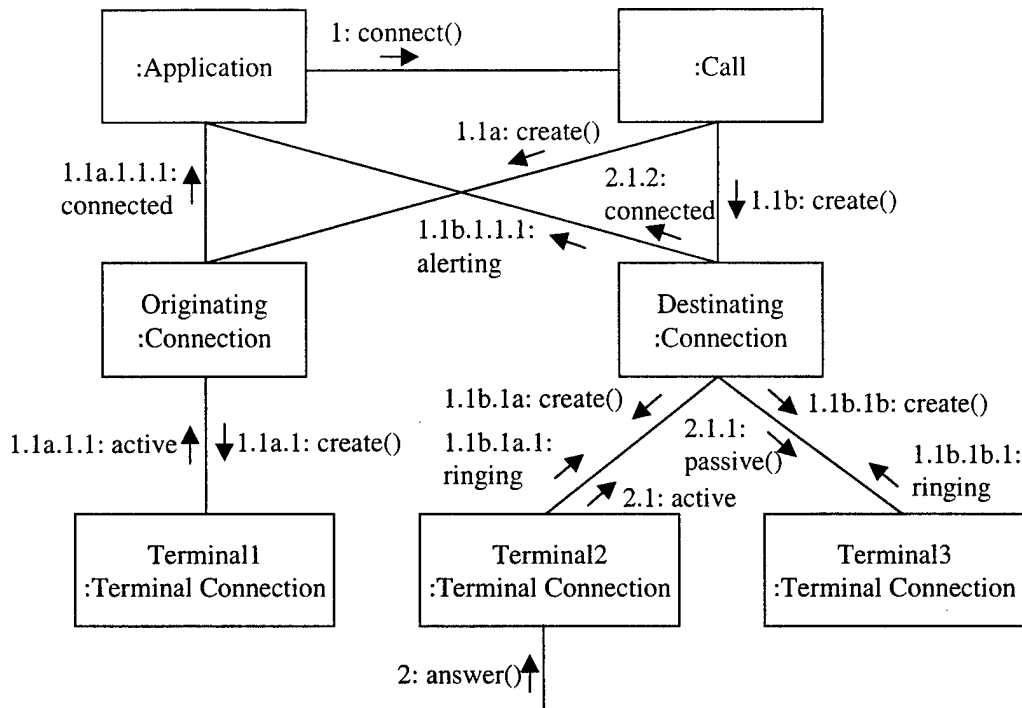 1: connect()
:Application
:Call
1.1a: create()
1.1a.1.1.1:
connected
2.1.2:
connected
1.1b: create()
1.1b.1.1.1:
alerting
Originating
:Connection
Destinating
:Connection
1.1b.1a: create()
1.1b.1b: create()
1.1a.1.1: active
1.1a.1: create()
1.1b.1a.1:
ringing
2.1.1:
passive()
1.1b.1b.1:
ringing
2.1: active
Terminal1
:Terminal Connection
Terminal2
:Terminal Connection
Terminal3
:Terminal Connection
2: answer()